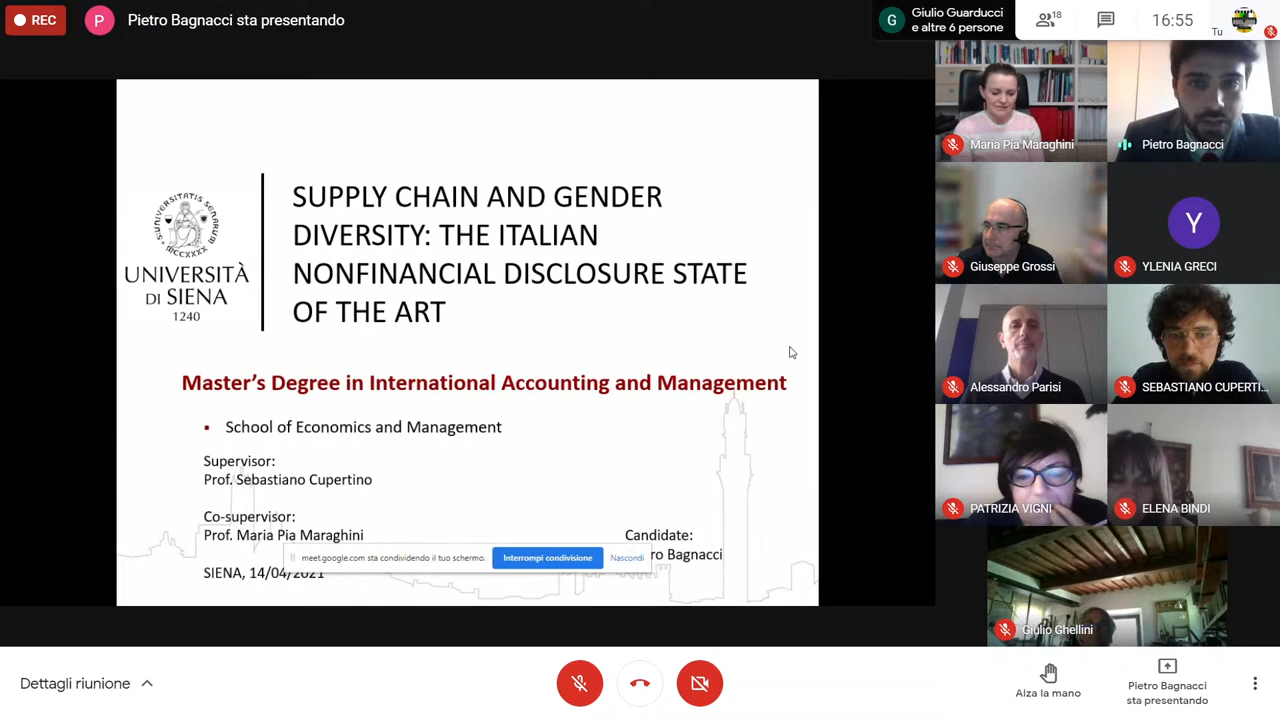 REC
P
Pietro Bagnacci sta presentando
G
Giulio Guarducci
e altre 6 persone
18
16:55
Tu
UNIVERSITÀ
DI SIENA
1240
SUPPLY CHAIN AND GENDER
DIVERSITY: THE ITALIAN
NONFINANCIAL DISCLOSURE STATE
OF THE ART
Master's Degree in International Accounting and Management
▪ School of Economics and Management
Supervisor:
Prof. Sebastiano Cupertino
Co-supervisor:
Prof. Maria Pia Maraghini
Candidate:
ro Bagnacci
meet.google.com sta condividendo il tuo schermo.
Interrompi condivisione
Nascondi
SIENA, 14/04/2021
Maria Pia Maraghini
Pietro Bagnacci
Giuseppe Grossi
Y
YLENIA GRECI
Alessandro Parisi
SEBASTIANO CUPERTI...
PATRIZIA VIGNI
ELENA BINDI
Giulio Ghellini
Dettagli riunione
Alza la mano
Pietro Bagnacci
sta presentando